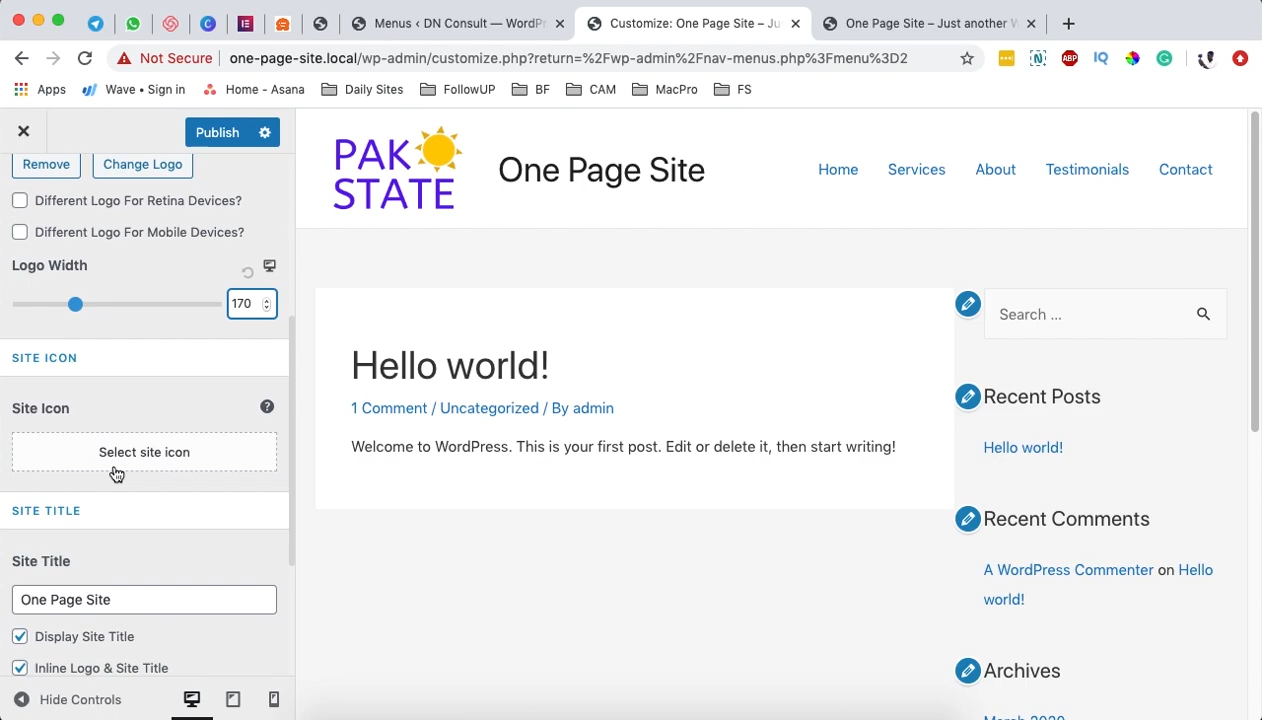 Menus ‹ DN Consult — WordPr
Customize: One Page Site – Ju
One Page Site – Just another W
Not Secure
one-page-site.local/wp-admin/customize.php?return=%2Fwp-admin%2Fnav-menus.php%3Fmenu%3D2
Apps
Wave • Sign in
Home - Asana
Daily Sites
FollowUP
BF
CAM
MacPro
FS
Publish
Remove
Change Logo
Different Logo For Retina Devices?
Different Logo For Mobile Devices?
Logo Width
170
SITE ICON
Site Icon
Select site icon
SITE TITLE
Site Title
One Page Site
Display Site Title
Inline Logo & Site Title
Hide Controls
PAK
STATE
One Page Site
Home
Services
About
Testimonials
Contact
Hello world!
1 Comment / Uncategorized / By admin
Welcome to WordPress. This is your first post. Edit or delete it, then start writing!
Search ...
Recent Posts
Hello world!
Recent Comments
A WordPress Commenter on Hello
world!
Archives
March 2020